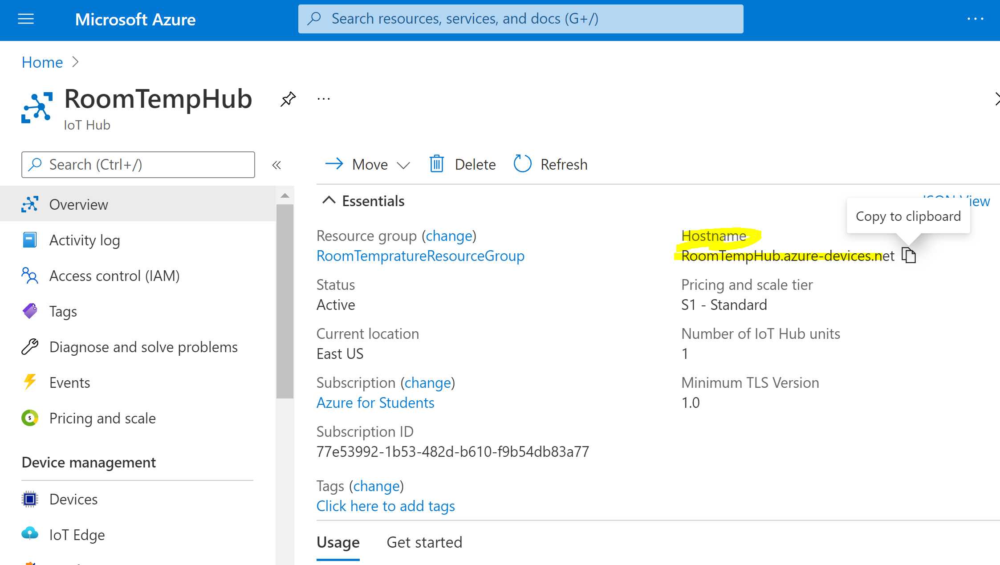 Microsoft Azure
Search resources, services, and docs (G+/)
Home
RoomTempHub
IoT Hub
Search (Ctrl+/)
Move
Delete
Refresh
Overview
Activity log
Access control (IAM)
Tags
Diagnose and solve problems
Events
Pricing and scale
Device management
Devices
IoT Edge
Essentials
JSON View
Copy to clipboard
Resource group (change)
RoomTempratureResourceGroup
Status
Active
Current location
East US
Subscription (change)
Azure for Students
Subscription ID
77e53992-1b53-482d-b610-f9b54db83a77
Hostname
RoomTempHub.azure-devices.net
Pricing and scale tier
S1 - Standard
Number of IoT Hub units
1
Minimum TLS Version
1.0
Tags (change)
Click here to add tags
Usage
Get started